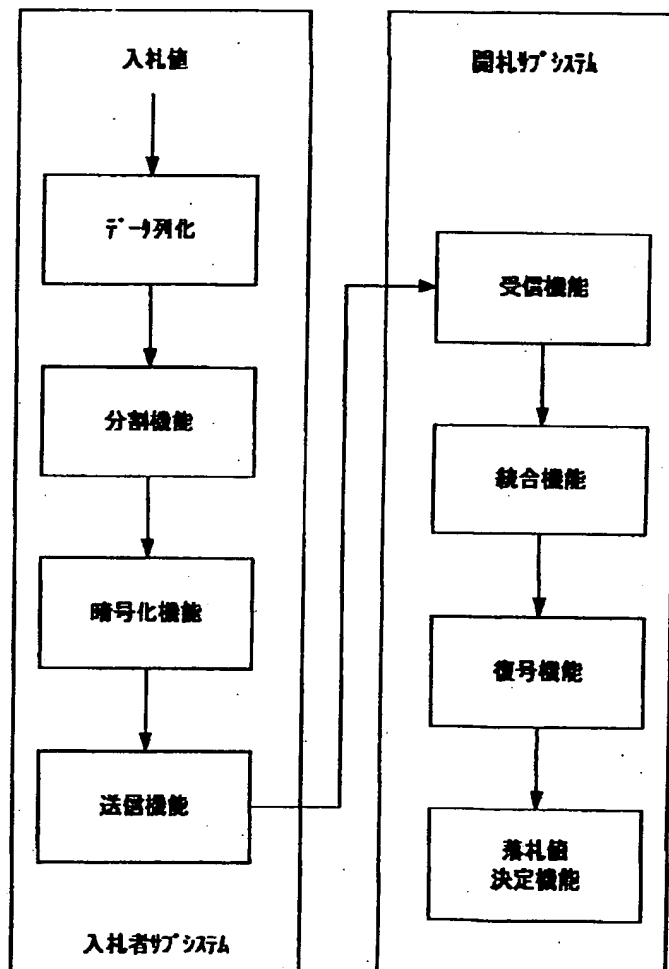 入札値
データ列化
分割機能
暗号化機能
送信機能
入札者サブシステム
開札サブシステム
受信機能
統合機能
復号機能
落札値
決定機能